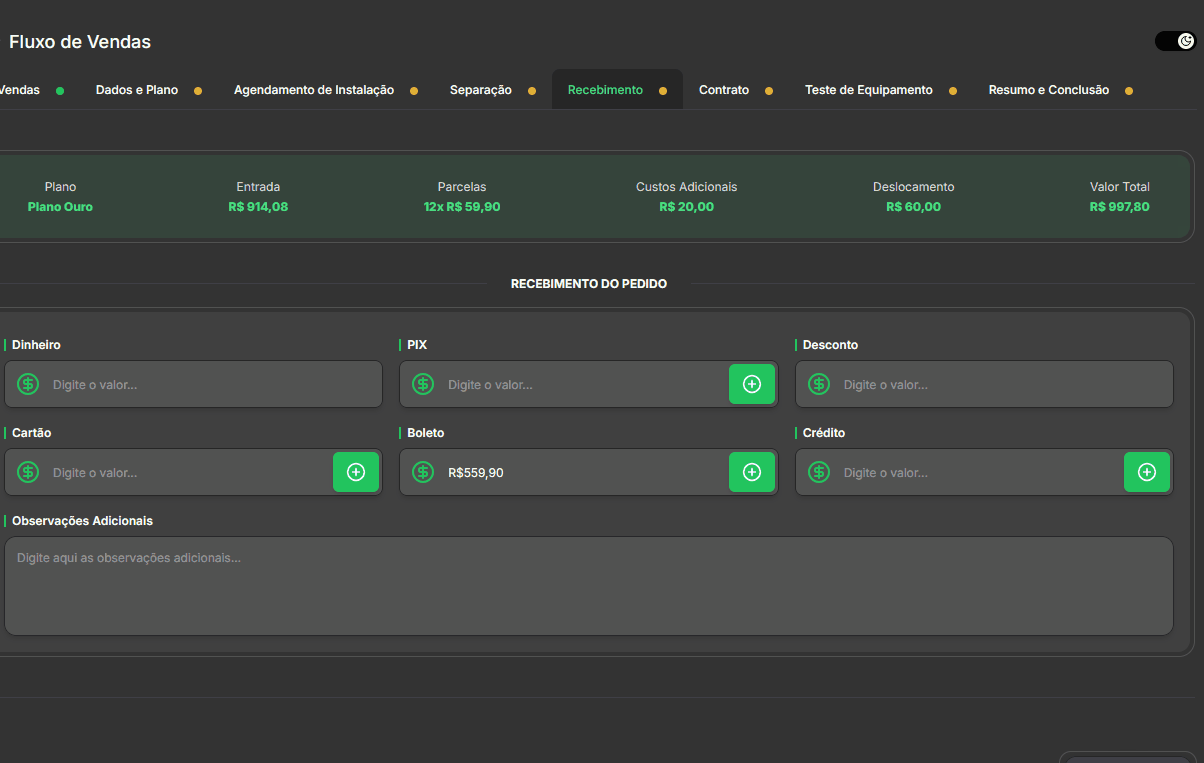 Fluxo de Vendas
Vendas Dados e Plano Agendamento de Instalação Separação Recebimento Contrato Teste de Equipamento Resumo e Conclusão
Plano Entrada Parcelas Custos Adicionais Deslocamento Valor Total
Plano Ouro R$ 914,08 12x R$ 59,90 R$ 20,00 R$ 60,00 R$ 997,80
RECEBIMENTO DO PEDIDO
Dinheiro PIX Desconto
Digite o valor... Digite o valor... Digite o valor...
Cartão Boleto Crédito
Digite o valor... R$559,90 Digite o valor...
Observações Adicionais
Digite aqui as observações adicionais...